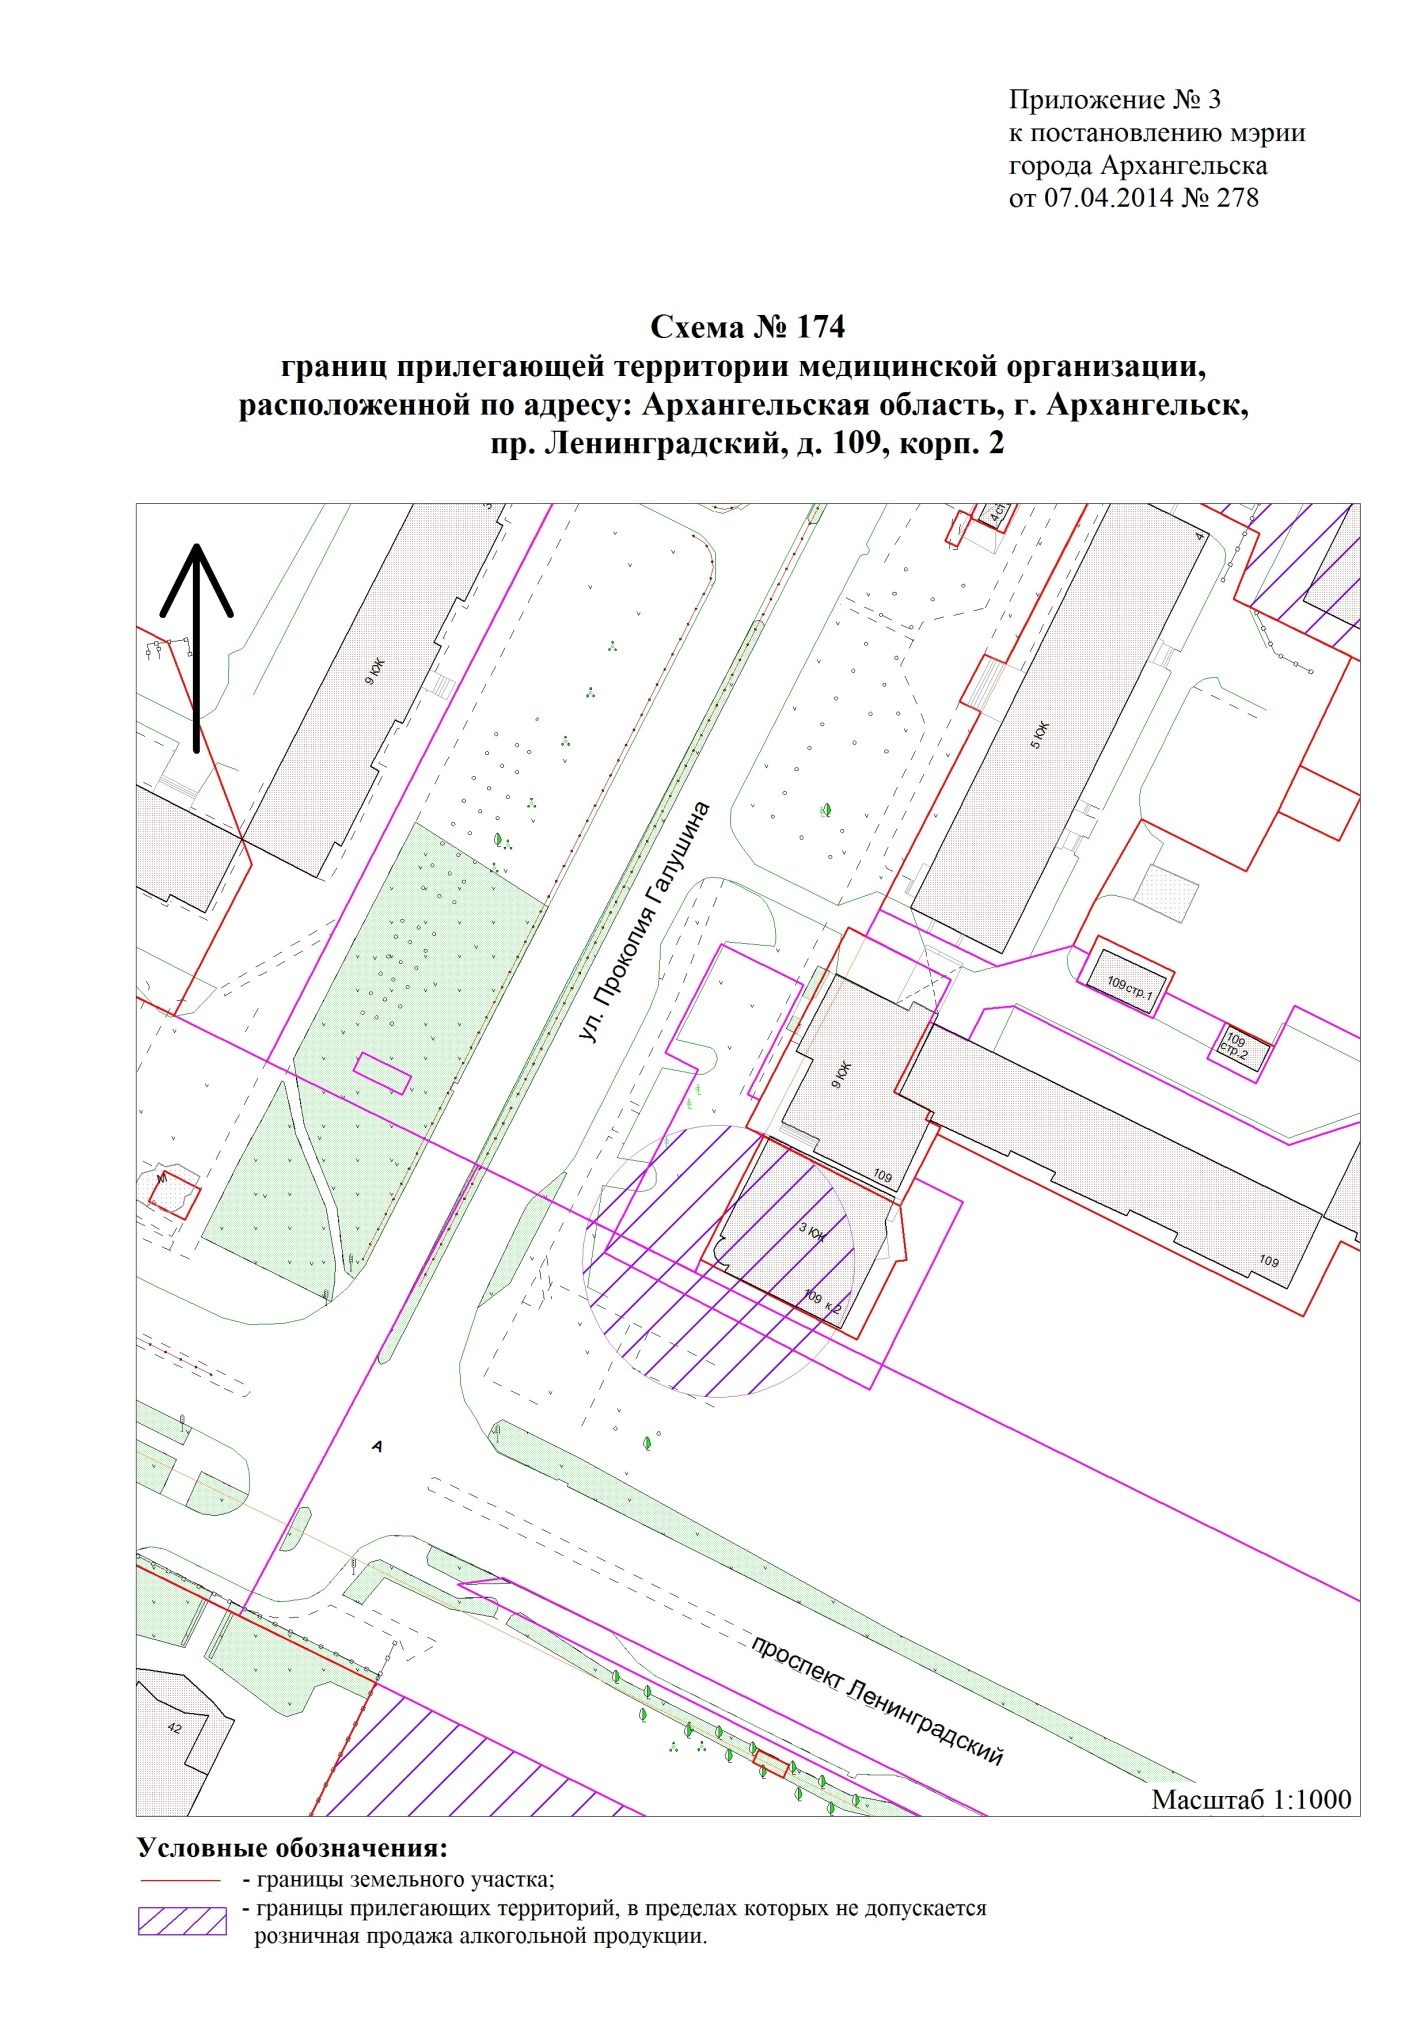 Приложение № 3
к постановлению мэрии
города Архангельска
от 07.04.2014 № 278
Схема № 174
границ прилегающей территории медицинской организации,
расположенной по адресу: Архангельская область, г. Архангельск,
пр. Ленинградский, д. 109, корп. 2
4
9 КЖ
5 КЖ
ул. Прокопия Галушина
109 стр.1
109
стр.2
9 КЖ
М
109
3 КЖ
109
109 к.2
А
проспект Ленинградский
42
Масштаб 1:1000
Условные обозначения:
- границы земельного участка;
- границы прилегающих территорий, в пределах которых не допускается
розничная продажа алкогольной продукции.